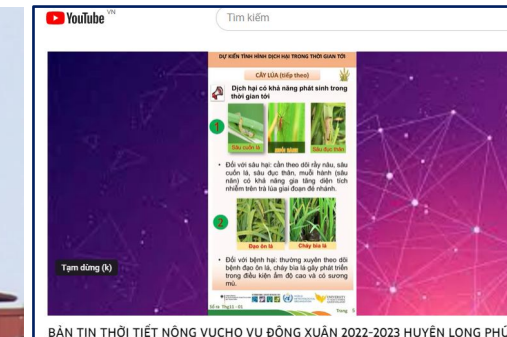 YouTube VN
Tìm kiếm
DỰ KIẾN TÌNH HÌNH DỊCH HẠI TRONG THỜI GIAN TỚI
CÂY LÚA (tiếp theo)
Dịch hại có khả năng phát sinh trong
thời gian tới
1
Sâu cuốn lá
MUỖI HÀNH
Sâu đục thân
• Đối với sâu hại: cần theo dõi rầy nâu, sâu
cuốn lá, sâu đục thân, muỗi hành (sâu
năn) có khả năng gia tăng diện tích
nhiễm trên trà lúa giai đoạn đẻ nhánh.
2
Đạo ôn lá
Cháy bìa lá
• Đối với bệnh hại: thường xuyên theo dõi
bệnh đạo ôn lá, cháy bìa lá gây phát triển
trong điều kiện ẩm độ cao và có sương
mù.
Tạm dừng (k)
Trang 5
BẢN TIN THỜI TIẾT NÔNG VỤCHO VỤ ĐÔNG XUÂN 2022-2023 HUYỆN LONG PHÚ